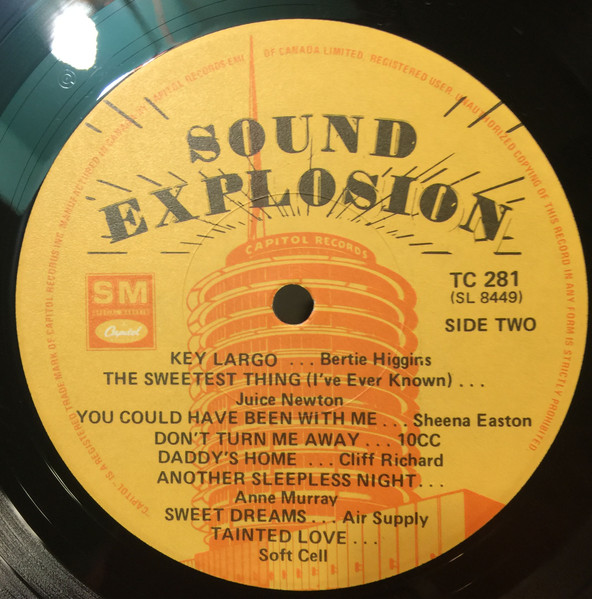 MANUFACTURED IN CANADA BY CAPITOL RECORDS-EMI OF CANADA LIMITED, REGISTERED USER. UNAUTHORIZED COPYING OF THIS RECORD IN ANY FORM IS STRICTLY PROHIBITED
"CAPITOL" IS A REGISTERED TRADE MARK OF CAPITOL RECORDS INC.
SOUND
EXPLOSION
CAPITOL RECORDS
SM
Capitol
TC 281
(SL 8449)
SIDE TWO
KEY LARGO ... Bertie Higgins
THE SWEETEST THING (I've Ever Known) ...
Juice Newton
YOU COULD HAVE BEEN WITH ME ... Sheena Easton
DON'T TURN ME AWAY ... 10CC
DADDY'S HOME ... Cliff Richard
ANOTHER SLEEPLESS NIGHT ...
Anne Murray
SWEET DREAMS ... Air Supply
TAINTED LOVE ...
Soft Cell